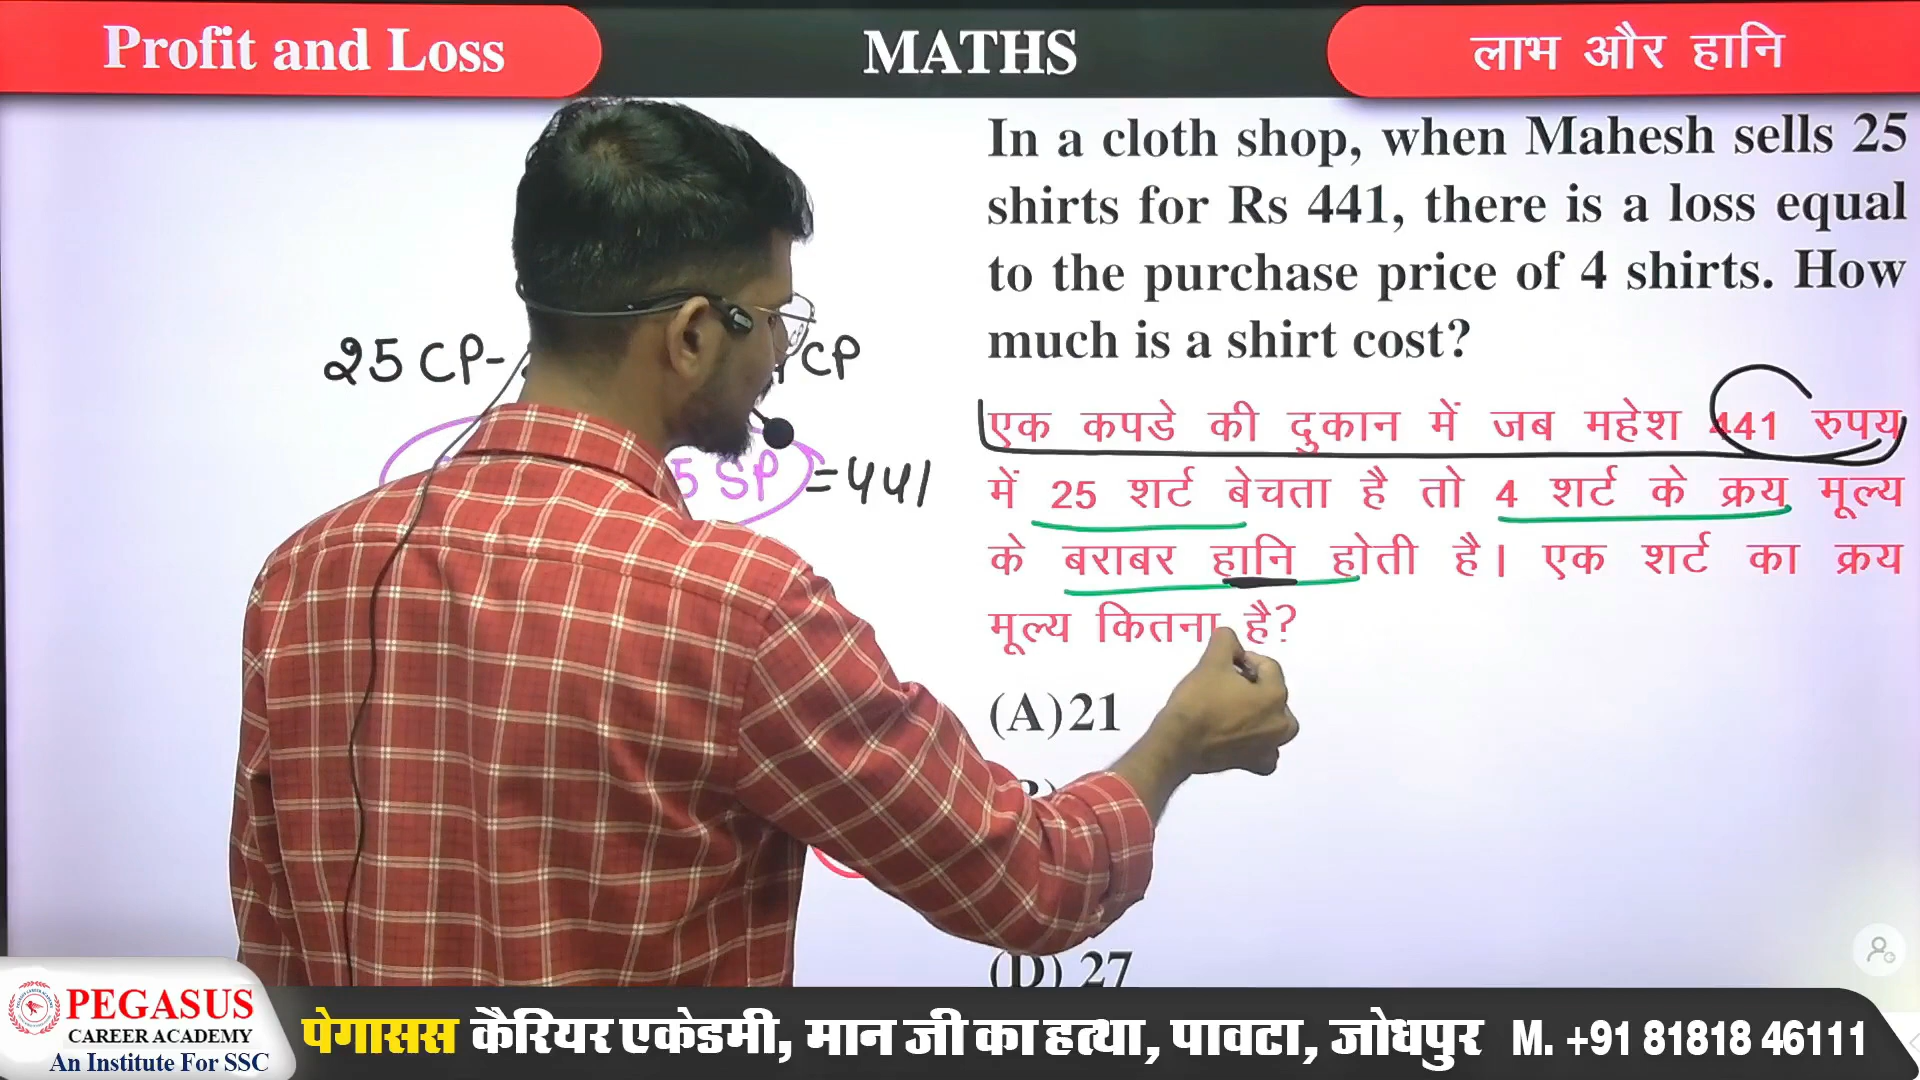 Profit and Loss
MATHS
लाभ और हानि
In a cloth shop, when Mahesh sells 25
shirts for Rs 441, there is a loss equal
to the purchase price of 4 shirts. How
much is a shirt cost?
एक कपडे की दुकान में जब महेश 441 रुपय
में 25 शर्ट बेचता है तो 4 शर्ट के क्रय मूल्य
के बराबर हानि होती है। एक शर्ट का क्रय
मूल्य कितना है?
(A)21
(D) 27
25 CP-
CP
5 SP =441
PEGASUS
CAREER ACADEMY
An Institute For SSC
पेगासस कैरियर एकेडमी, मान जी का हत्था, पावटा, जोधपुर M. +91 81818 46111